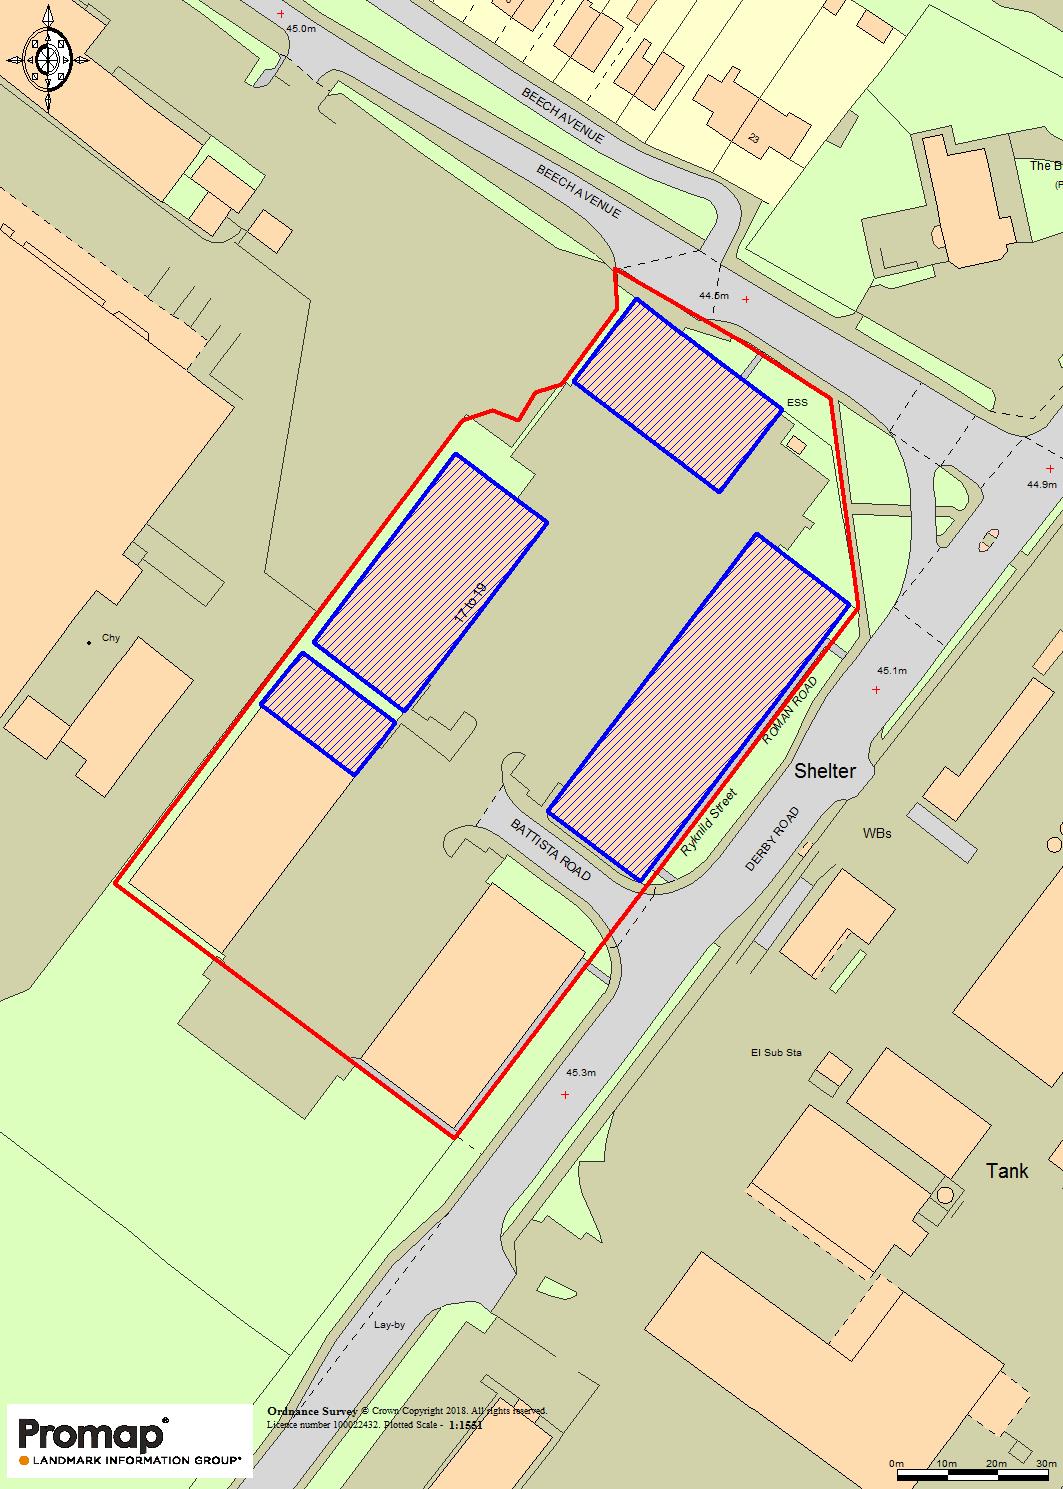 45.0m
BEECH AVENUE
BEECH AVENUE
23
The B
(P
44.6m
ESS
44.9m
17 to 19
Chy
45.1m
ROMAN ROAD
Shelter
Ryknild Street
DERBY ROAD
WBs
BATTISTA ROAD
El Sub Sta
45.3m
Tank
Lay-by
Promap®
LANDMARK INFORMATION GROUP®
Ordnance Survey © Crown Copyright 2018. All rights reserved.
Licence number 100022432. Plotted Scale - 1:1551
0m 10m 20m 30m